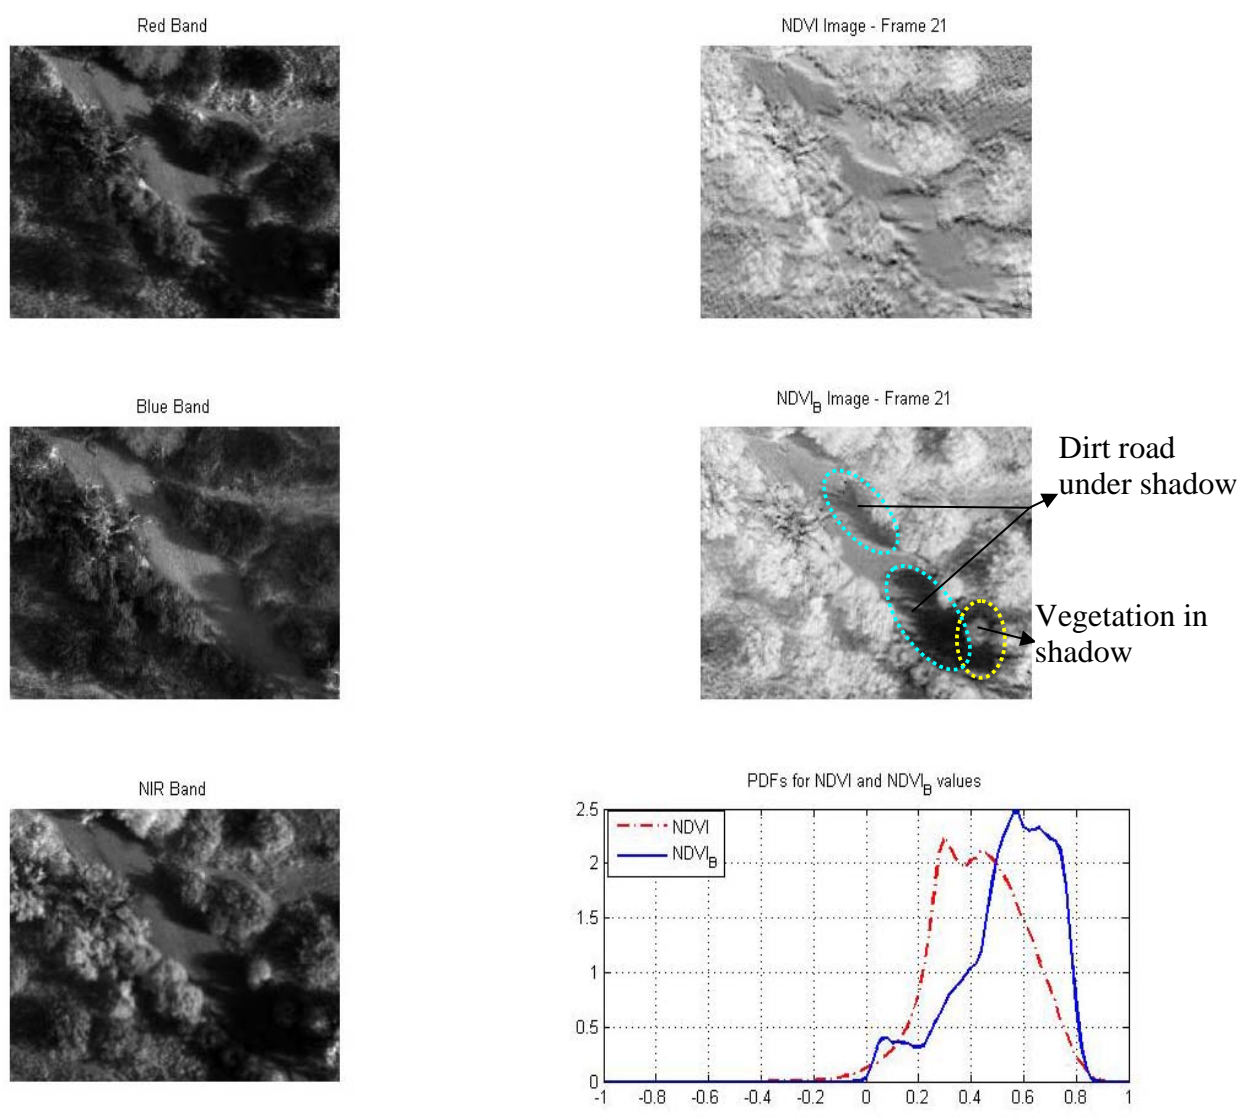 Red Band
NDVI Image - Frame 21
Blue Band
NDVI_B Image - Frame 21
Dirt road
under shadow
Vegetation in
shadow
NIR Band
PDFs for NDVI and NDVI_B values
NDVI
NDVI_B
2.5
2
1.5
1
0.5
0
-1 -0.8 -0.6 -0.4 -0.2 0 0.2 0.4 0.6 0.8 1